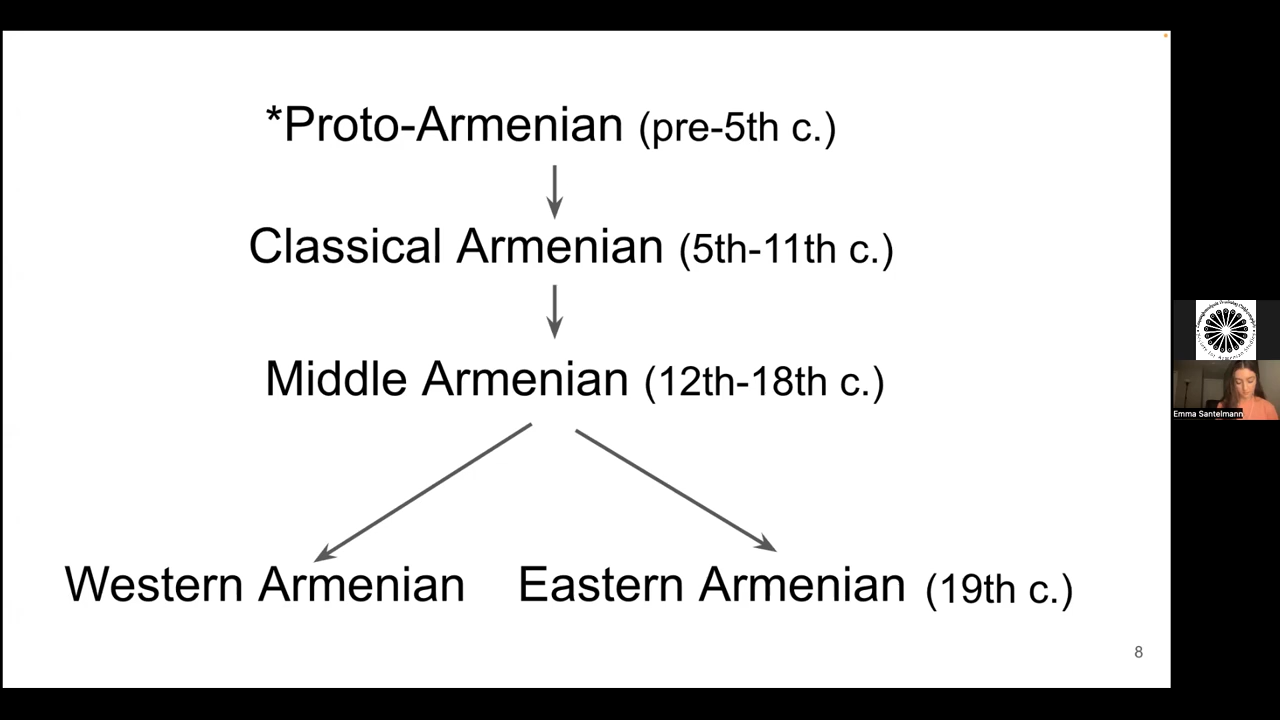 *Proto-Armenian (pre-5th c.)
Classical Armenian (5th-11th c.)
Middle Armenian (12th-18th c.)
Western Armenian Eastern Armenian (19th c.)
8
Emma Santelmann